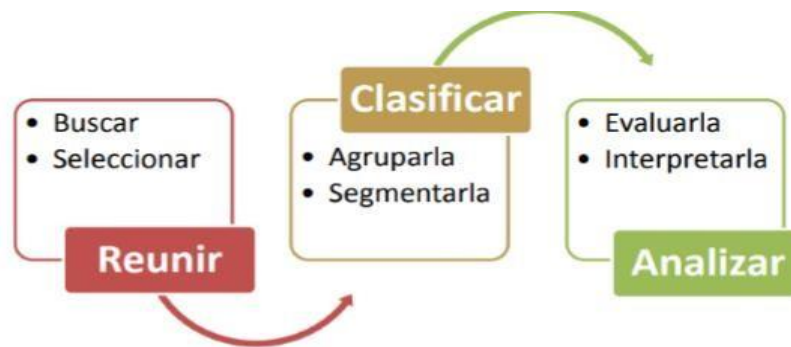 • Buscar
• Seleccionar
Reunir
Clasificar
• Agruparla
• Segmentarla
• Evaluarla
• Interpretarla
Analizar